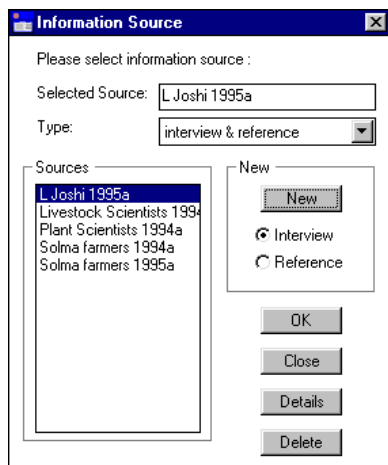 Information Source
Please select information source :
Selected Source: L Joshi 1995a
Type: interview & reference
Sources
L Joshi 1995a
Livestock Scientists 1994
Plant Scientists 1994a
Solma farmers 1994a
Solma farmers 1995a
New
New
Interview
Reference
OK
Close
Details
Delete